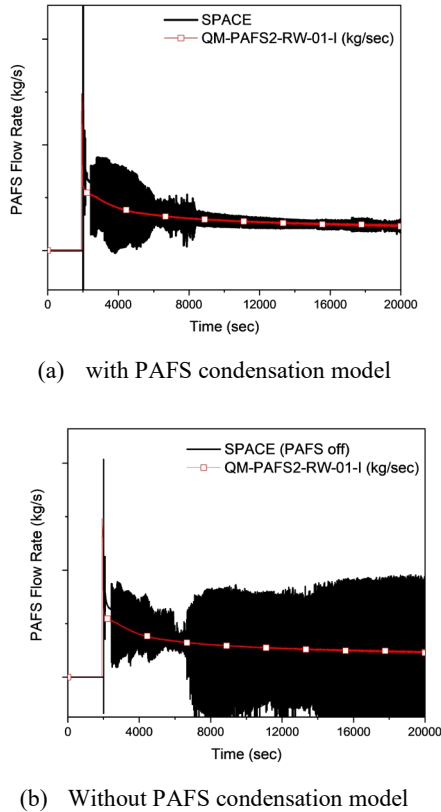 SPACE
QM-PAFS2-RW-01-I (kg/sec)
PAFS Flow Rate (kg/s)
0 4000 8000 12000 16000 20000
Time (sec)
(a) with PAFS condensation model
SPACE (PAFS off)
QM-PAFS2-RW-01-I (kg/sec)
PAFS Flow Rate (kg/s)
0 4000 8000 12000 16000 20000
Time (sec)
(b) Without PAFS condensation model